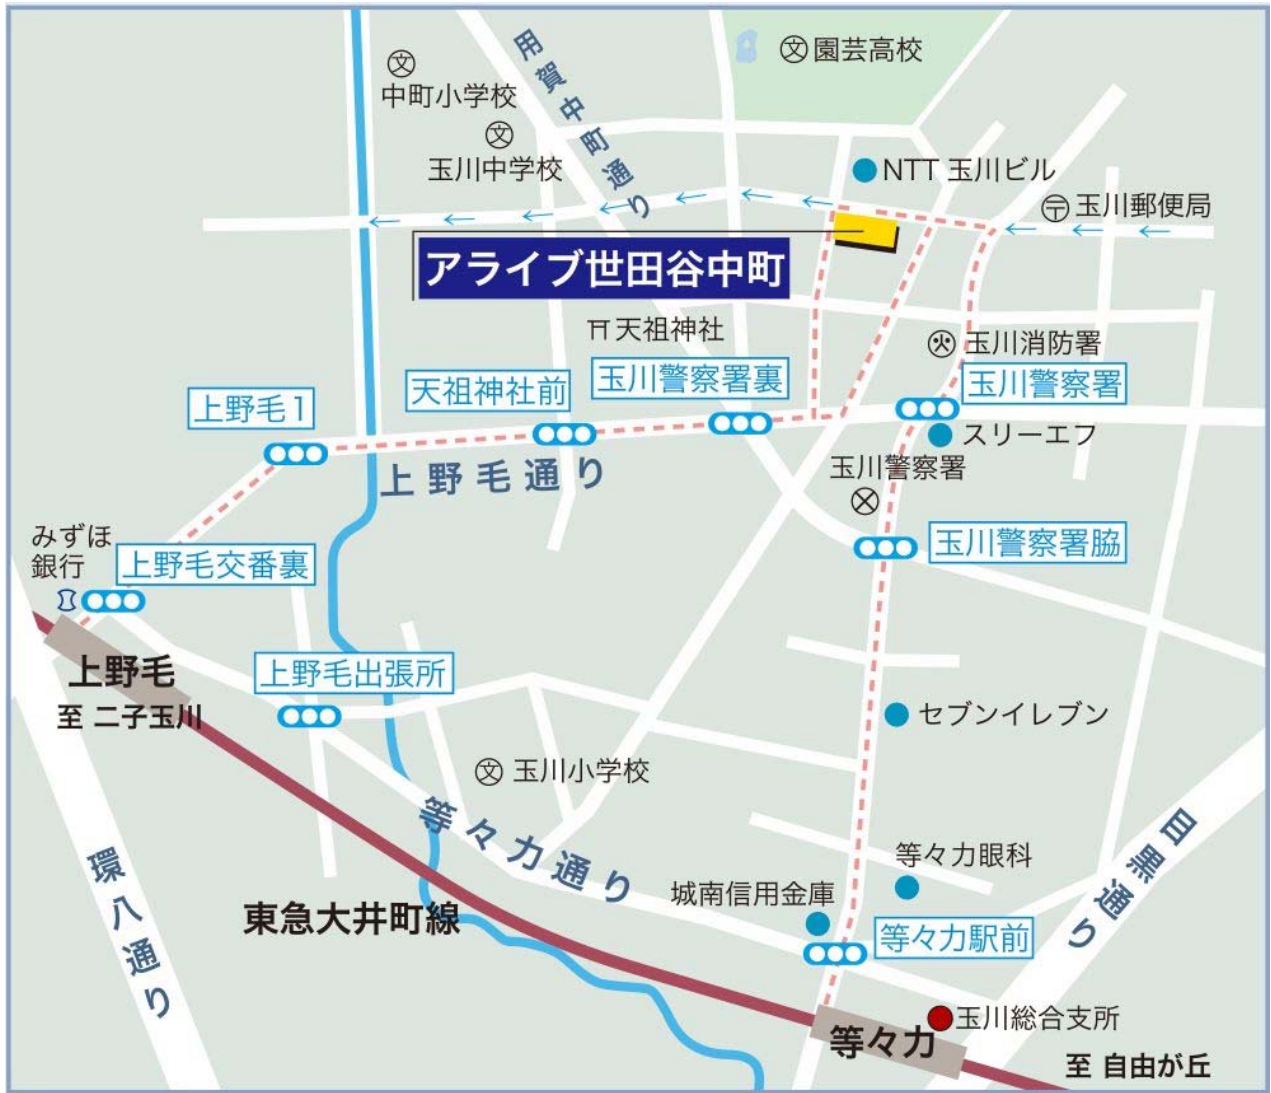 園芸高校
用賀中町通り
中町小学校
玉川中学校
NTT 玉川ビル
玉川郵便局
アライブ世田谷中町
天祖神社
玉川消防署
玉川警察署裏
玉川警察署
天祖神社前
上野毛1
スリーエフ
上野毛通り
玉川警察署
みずほ
銀行
上野毛交番裏
玉川警察署脇
上野毛
上野毛出張所
至 二子玉川
セブンイレブン
玉川小学校
等々力通り
目黒通り
等々力眼科
環八通り
城南信用金庫
東急大井町線
等々力駅前
玉川総合支所
等々力
至 自由が丘